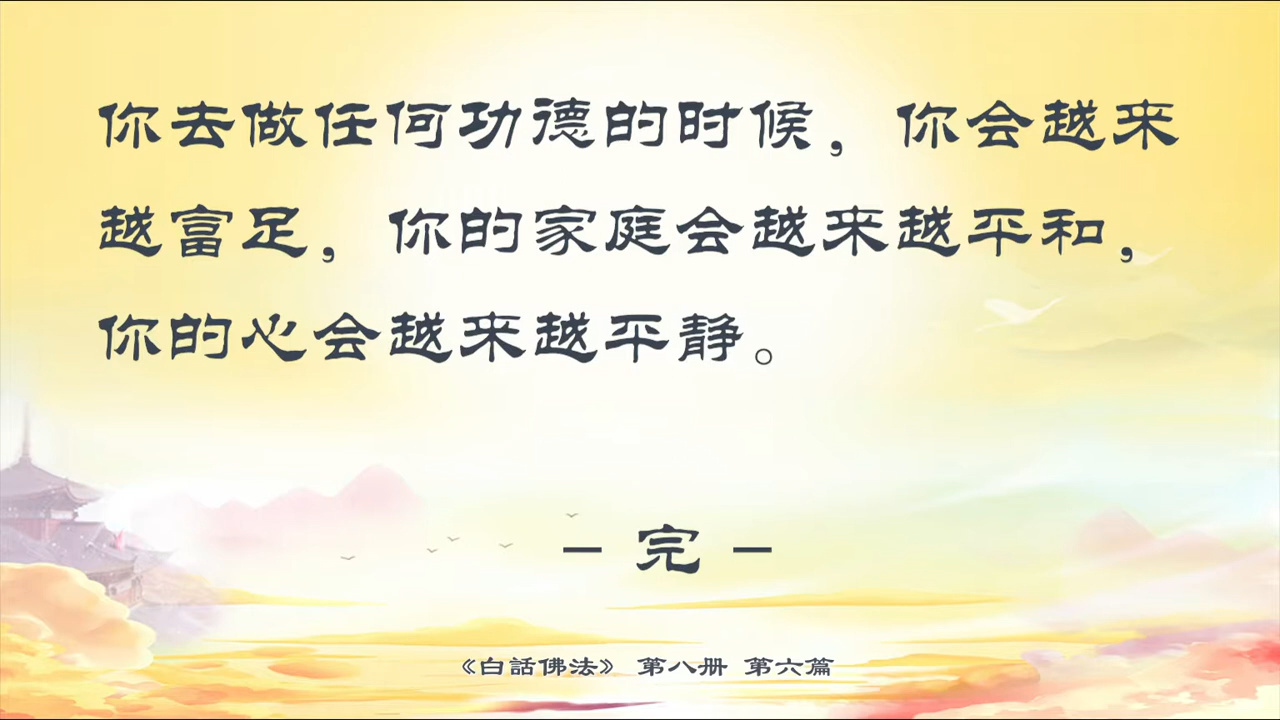 你去做任何功德的时候，你会越来
越富足，你的家庭会越来越平和，
你的心会越来越平静。
— 完 —
《白話佛法》 第八册 第六篇